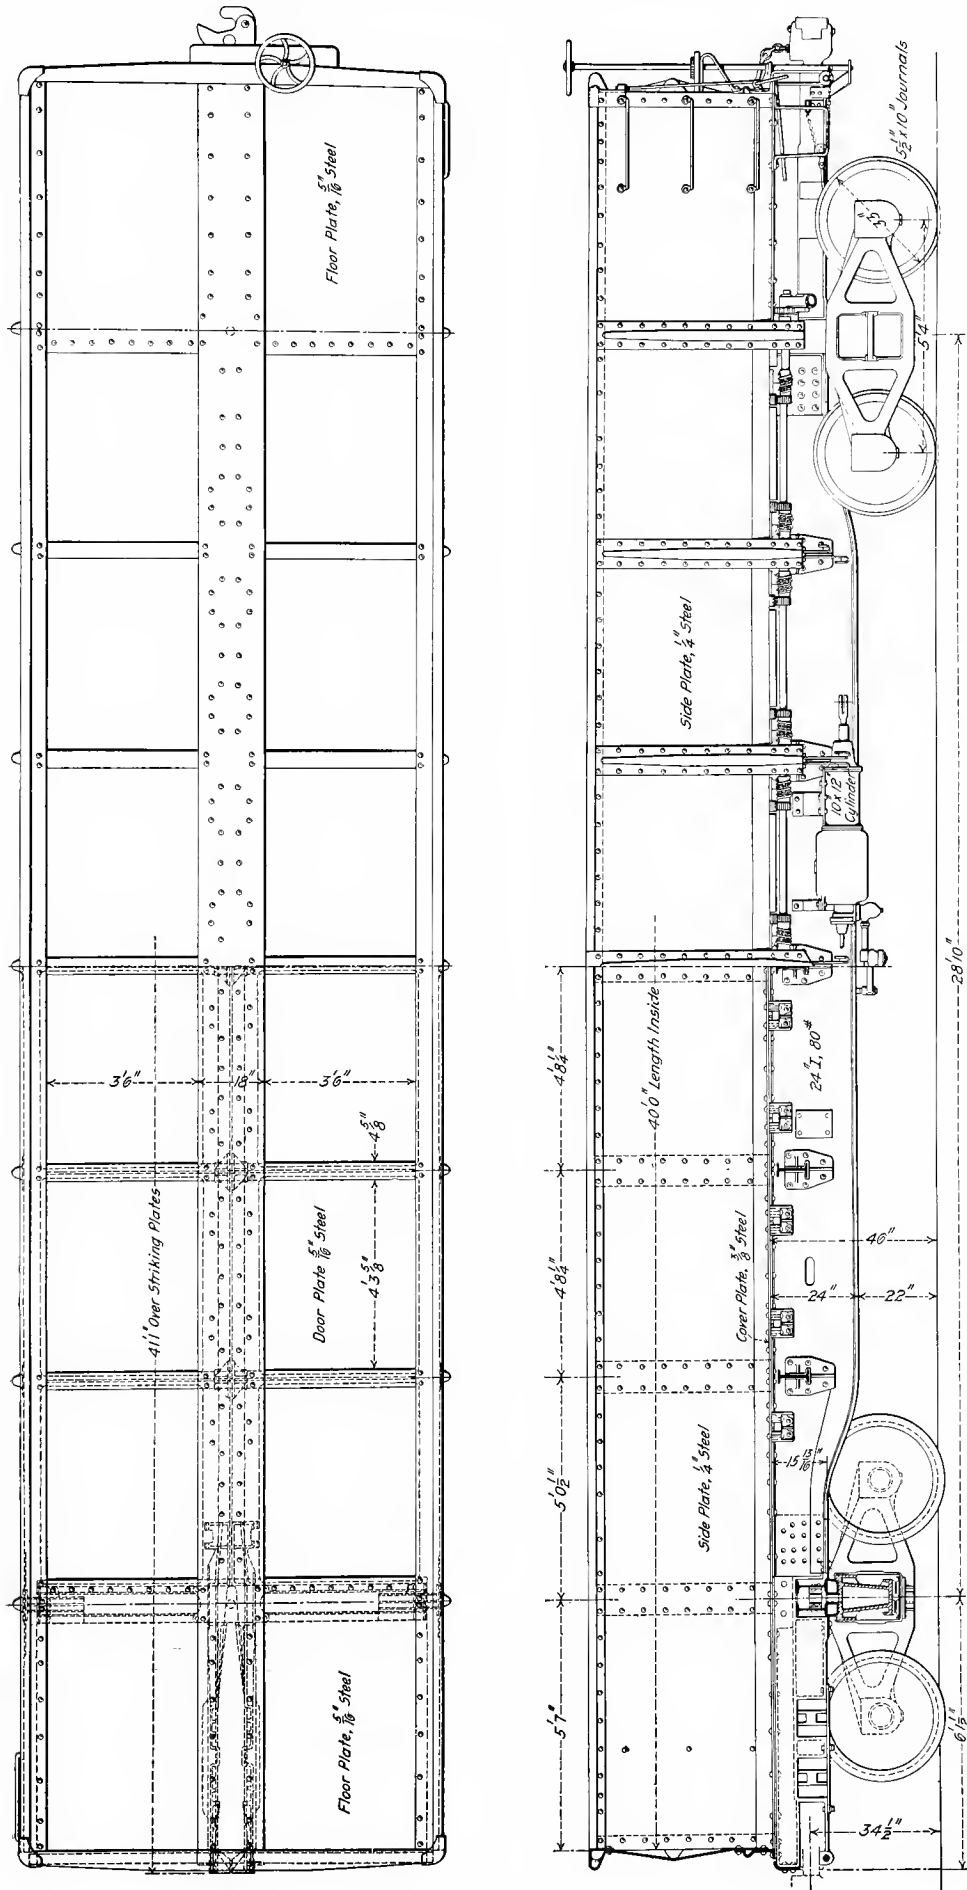 Floor Plate, 5/16" Steel
3'6"
18"
3'6"
4 5/8"
41'1" Over Striking Plates
Door Plate 5/16" Steel
4'3 5/8"
Floor Plate, 5/16" Steel
5 1/2" x 10" Journals
33"
5'4"
Side Plate, 1/4" Steel
10" x 12"
Cylinder
28'10"
4'8 1/4"
40'0" Length Inside
24" I, 80#
4'8 1/4"
Cover Plate, 3/8" Steel
46"
24"
22"
5'0 1/2"
Side Plate, 1/4" Steel
15 13/16"
5'7"
6'1 1/2"
34 1/2"